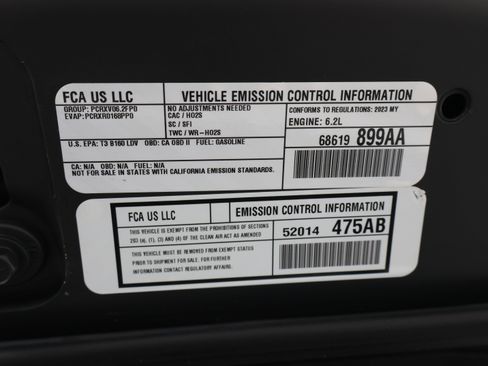 FCA US LLC
VEHICLE EMISSION CONTROL INFORMATION
GROUP: PCRXV06.2FP0
EVAP: PCRXR0168PP0
NO ADJUSTMENTS NEEDED
CAC / HO2S
SC / SFI
TWC / WR-HO2S
CONFORMS TO REGULATIONS: 2023 MY
ENGINE: 6.2L
68619 899AA
U.S. EPA: T3 B160 LDV OBD: CA OBD II FUEL: GASOLINE
CA: N/A OBD: N/A FUEL: N/A
NOT FOR SALE IN STATES WITH CALIFORNIA EMISSION STANDARDS.
FCA US LLC
EMISSION CONTROL INFORMATION
THIS VEHICLE IS EXEMPT FROM THE PROHIBITIONS OF SECTIONS
203 (a), (1), (3) AND (4) OF THE CLEAN AIR ACT AS AMENDED
52014 475AB
THIS VEHICLE MUST BE REMOVED FROM EXEMPT STATUS
PRIOR TO SHIPMENT FOR SALE. FOR FURTHER
INFORMATION CONTACT REGULATORY AFFAIRS.